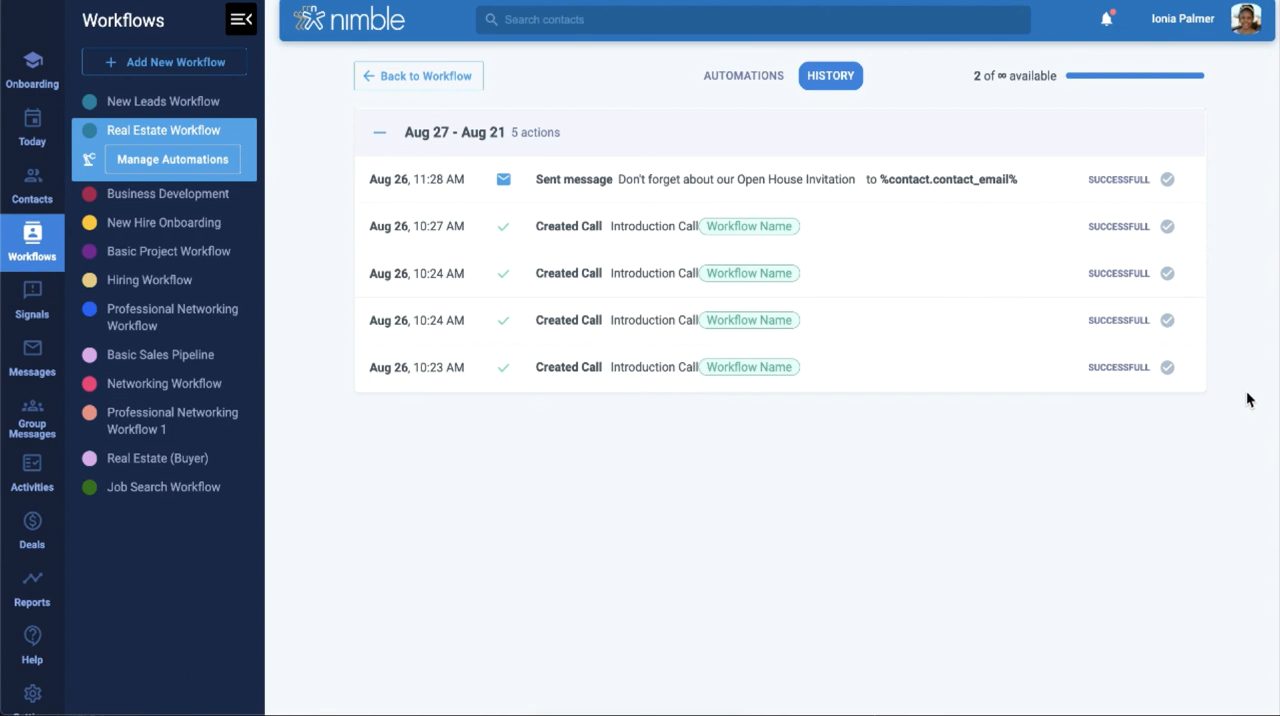 Workflows
Add New Workflow
New Leads Workflow
Real Estate Workflow
Manage Automations
Business Development
New Hire Onboarding
Basic Project Workflow
Hiring Workflow
Professional Networking
Workflow
Basic Sales Pipeline
Networking Workflow
Professional Networking
Workflow 1
Real Estate (Buyer)
Job Search Workflow
Onboarding
Today
Contacts
Workflows
Signals
Messages
Group
Messages
Activities
Deals
Reports
Help
nimble
Search contacts
Ionia Palmer
Back to Workflow
AUTOMATIONS
HISTORY
2 of ∞ available
Aug 27 - Aug 21 5 actions
Aug 26, 11:28 AM Sent message Don't forget about our Open House Invitation to %contact.contact_email% SUCCESSFULL
Aug 26, 10:27 AM Created Call Introduction Call Workflow Name SUCCESSFULL
Aug 26, 10:24 AM Created Call Introduction Call Workflow Name SUCCESSFULL
Aug 26, 10:24 AM Created Call Introduction Call Workflow Name SUCCESSFULL
Aug 26, 10:23 AM Created Call Introduction Call Workflow Name SUCCESSFULL